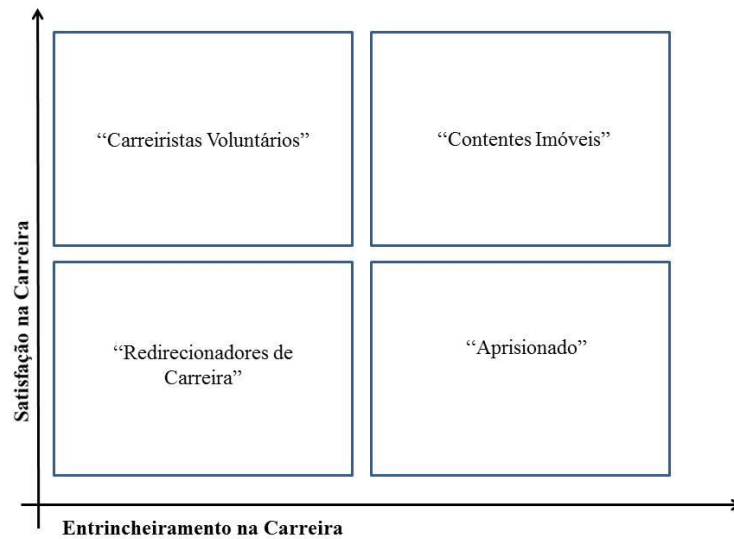 “Carreiristas Voluntários”
“Contentes Imóveis”
“Redirecionadores de
Carreira”
“Aprisionado”
Satisfação na Carreira
Entrincheiramento na Carreira